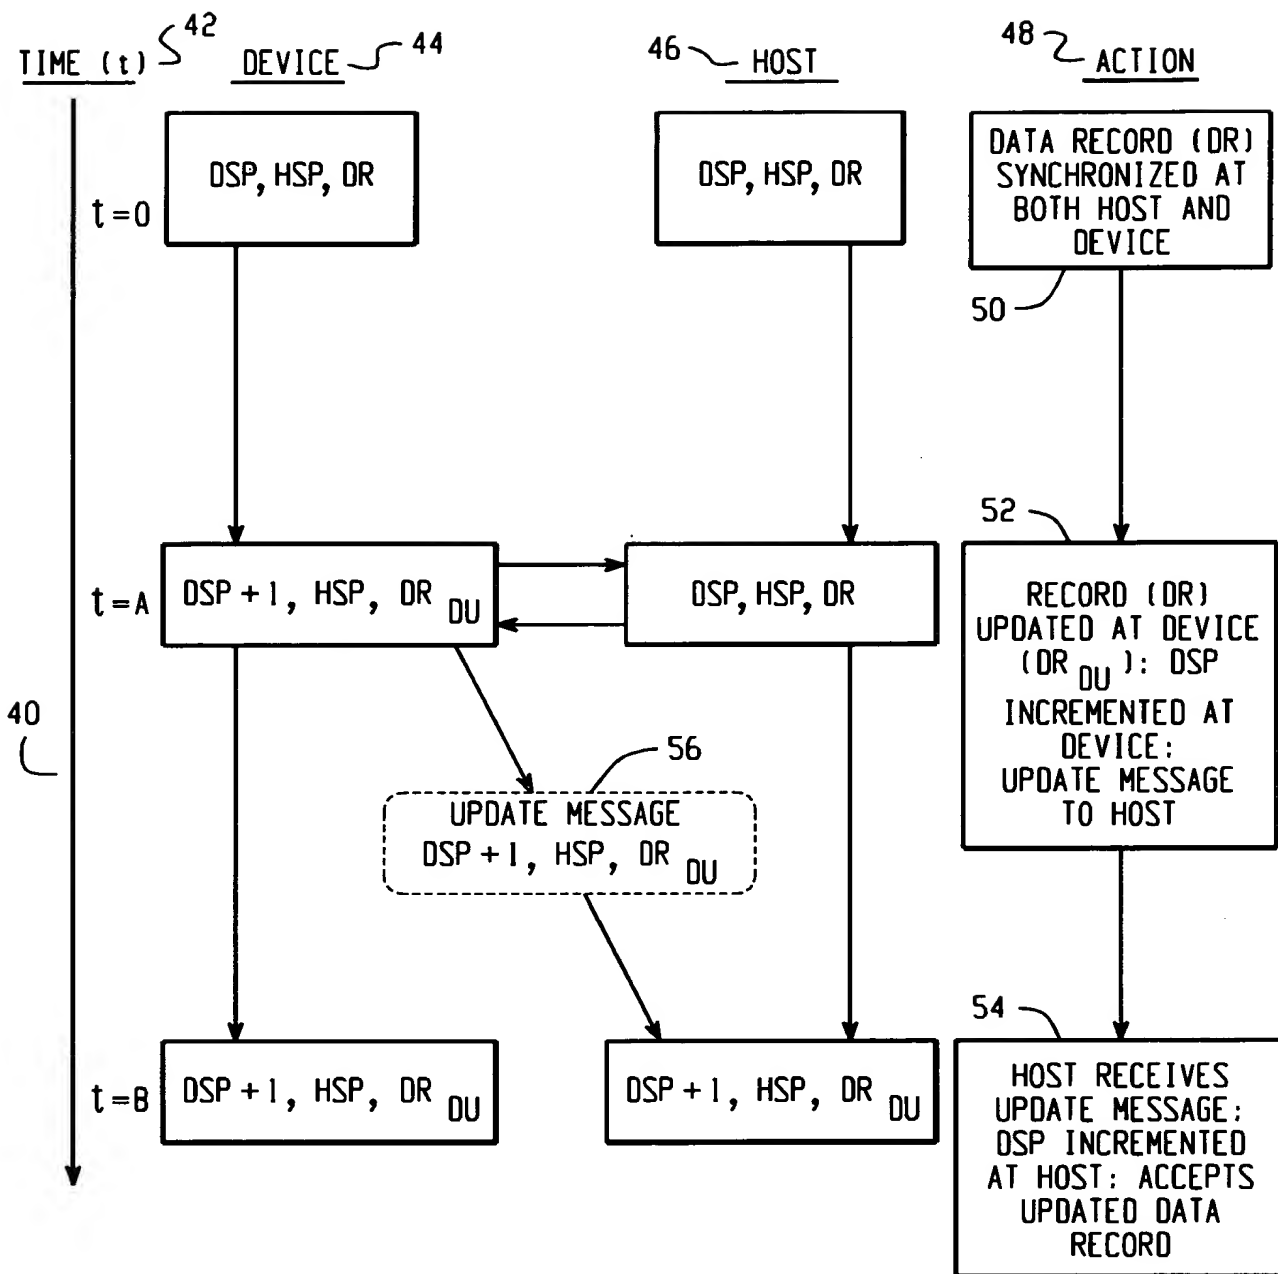 42
44
46
48
TIME (t)
DEVICE
HOST
ACTION
t=0
DSP, HSP, DR
DSP, HSP, DR
DATA RECORD (DR)
SYNCHRONIZED AT
BOTH HOST AND
DEVICE
50
52
t=A
DSP+1, HSP, DR DU
DSP, HSP, DR
RECORD (DR)
UPDATED AT DEVICE
(DR DU): DSP
INCREMENTED AT
DEVICE:
UPDATE MESSAGE
TO HOST
40
56
UPDATE MESSAGE
DSP+1, HSP, DR DU
54
t=B
DSP+1, HSP, DR DU
DSP+1, HSP, DR DU
HOST RECEIVES
UPDATE MESSAGE:
DSP INCREMENTED
AT HOST: ACCEPTS
UPDATED DATA
RECORD